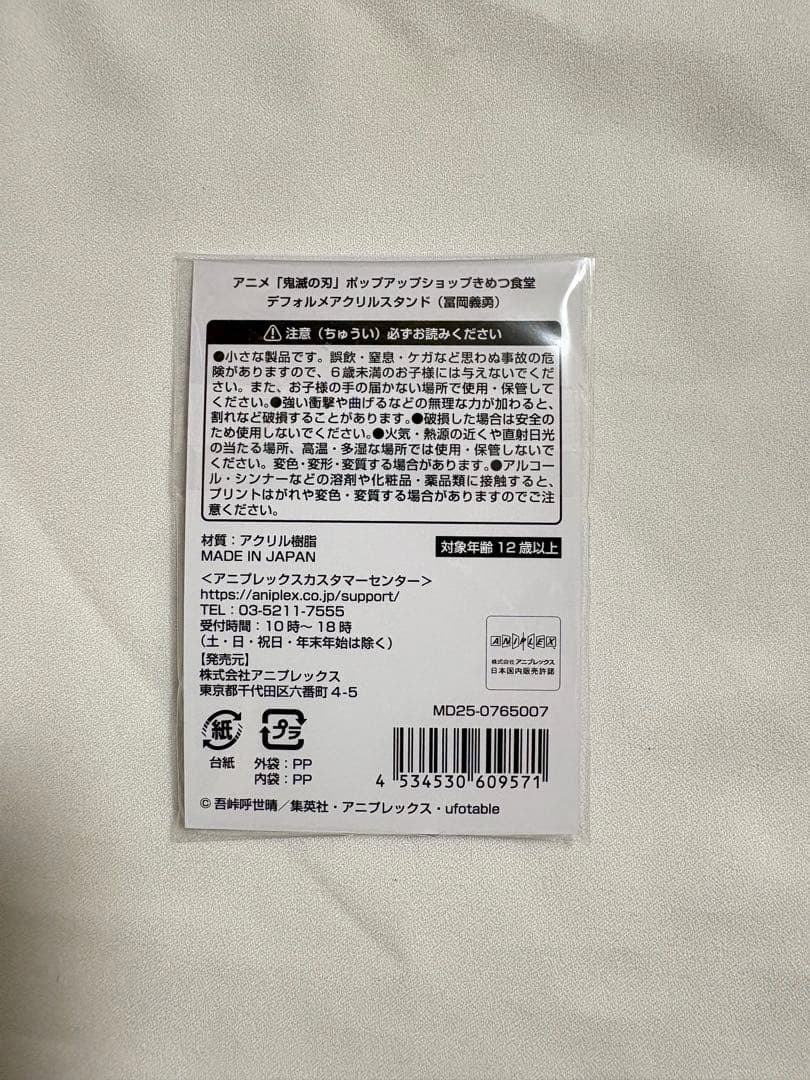 アニメ「鬼滅の刃」ポップアップショップきめつ食堂
デフォルメアクリルスタンド（冨岡義勇）
注意（ちゅうい）必ずお読みください
●小さな製品です。誤飲・窒息・ケガなど思わぬ事故の危
険がありますので、6歳未満のお子様には与えないでくだ
さい。また、お子様の手の届かない場所で使用・保管して
ください。●強い衝撃や曲げるなどの無理な力が加わると、
割れなど破損することがあります。●破損した場合は安全の
ため使用しないでください。●火気・熱源の近くや直射日光
の当たる場所、高温・多湿な場所では使用・保管しないで
ください。変色・変形・変質する場合があります。●アルコー
ル・シンナーなどの溶剤や化粧品・薬品類に接触すると、
プリントはがれや変色・変質する場合がありますのでご注
意ください。
材質：アクリル樹脂
MADE IN JAPAN
対象年齢12歳以上
＜アニプレックスカスタマーセンター＞
https://aniplex.co.jp/support/
TEL：03-5211-7555
受付時間：10時～18時
（土・日・祝日・年末年始は除く）
【発売元】
株式会社アニプレックス
東京都千代田区六番町4-5
ANIPLEX
株式会社アニプレックス
日本国内販売許諾
MD25-0765007
紙
台紙
プラ
外袋：PP
内袋：PP
4 534530 609571
© 吾峠呼世晴／集英社・アニプレックス・ufotable